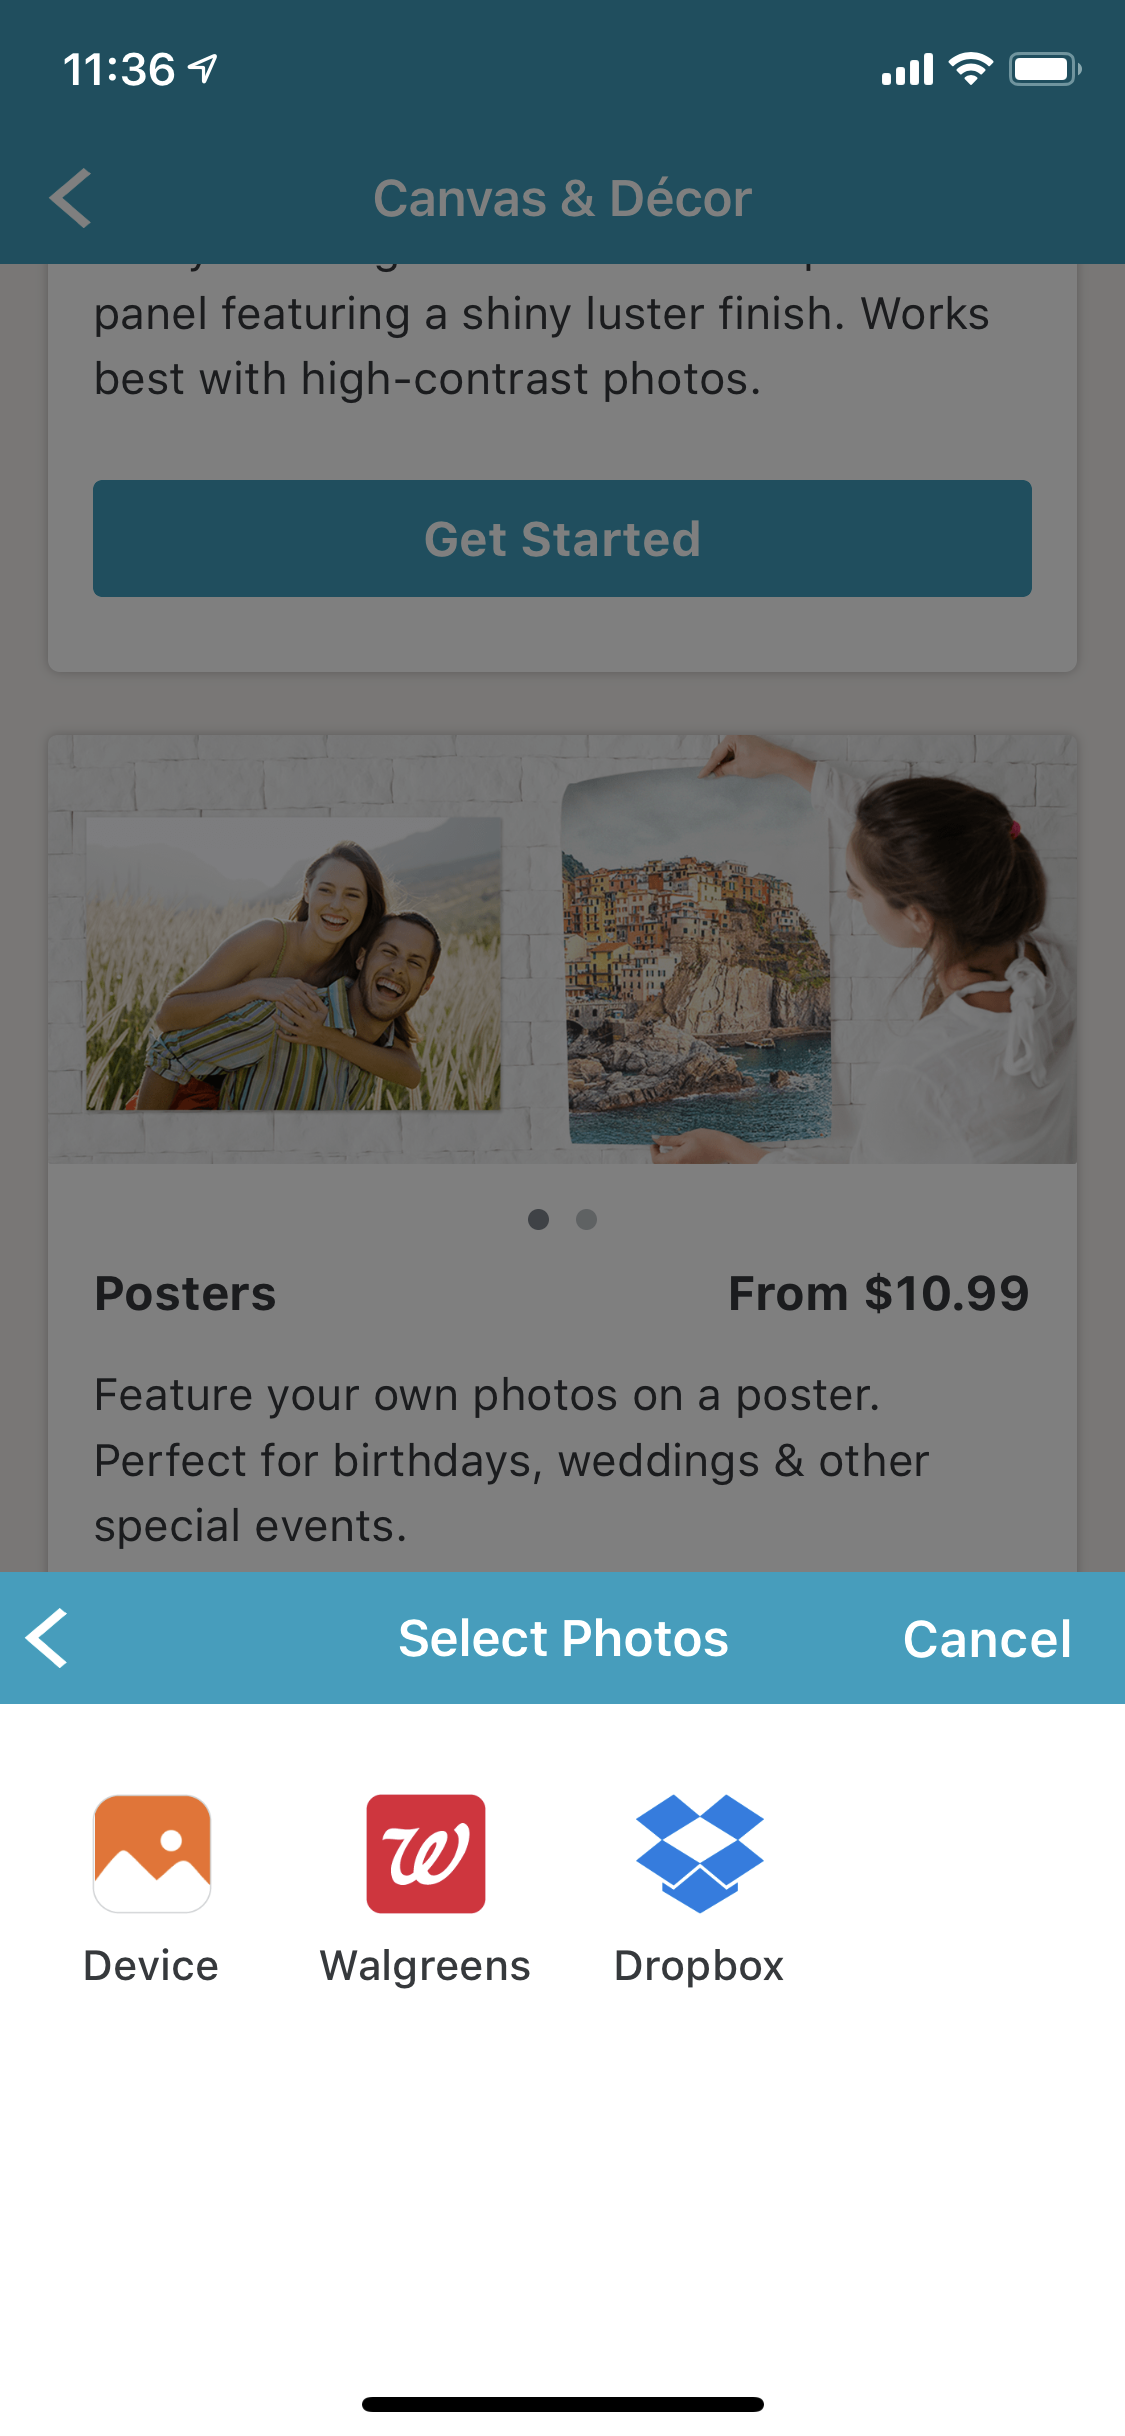 11:36
Canvas & Décor
panel featuring a shiny luster finish. Works
best with high-contrast photos.
Get Started
Posters
From $10.99
Feature your own photos on a poster.
Perfect for birthdays, weddings & other
special events.
Select Photos
Cancel
W
Device
Walgreens
Dropbox